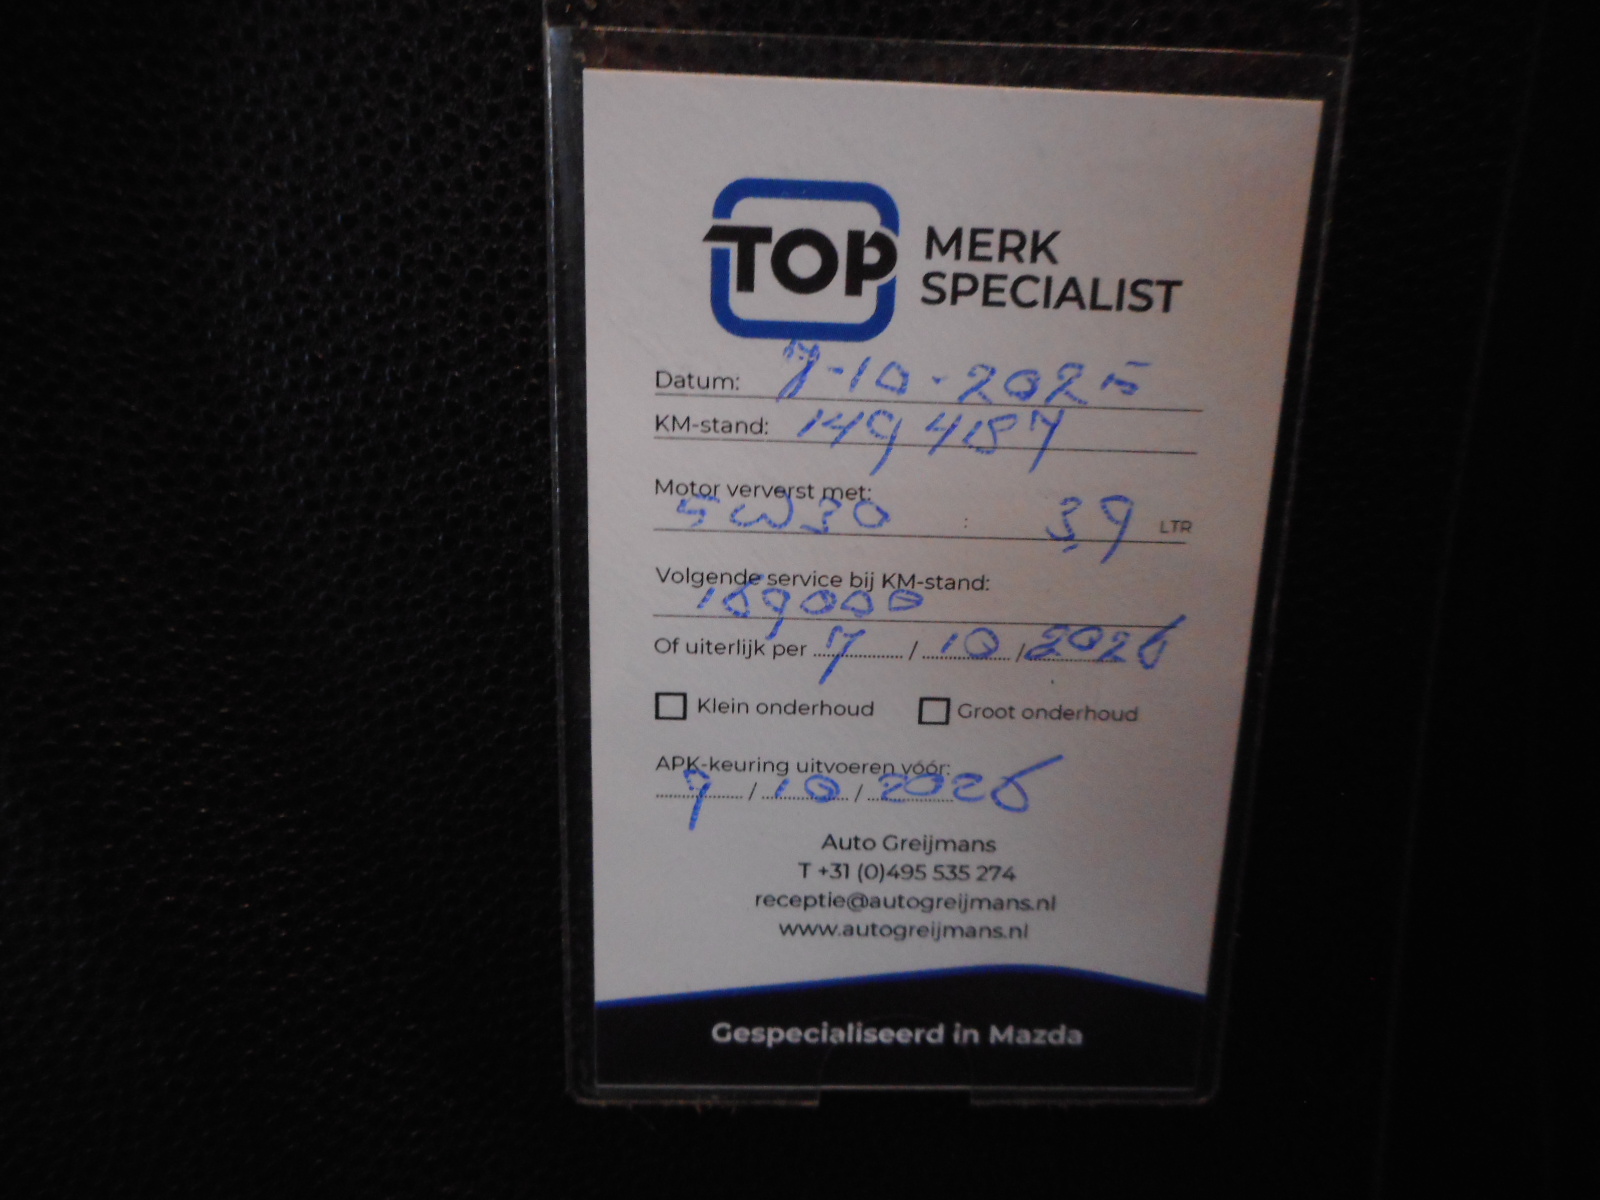 TOP MERK
SPECIALIST
Datum: 7-10-2025
KM-stand: 149487
Motor ververst met:
5W30 : 3,9 LTR
Volgende service bij KM-stand:
169000
Of uiterlijk per 7 / 10 / 2026
Klein onderhoud Groot onderhoud
APK-keuring uitvoeren vóór:
9 / 10 / 2026
Auto Greijmans
T +31 (0)495 535 274
receptie@autogreijmans.nl
www.autogreijmans.nl
Gespecialiseerd in Mazda